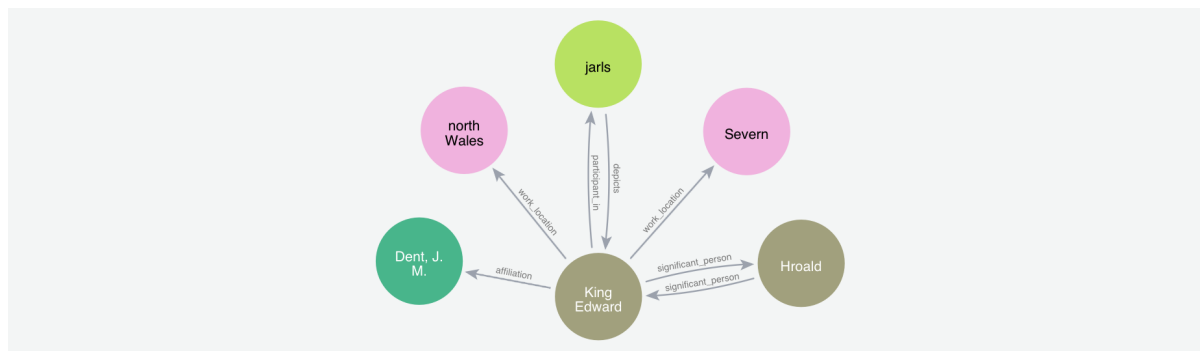 jarls
north
Wales
Severn
participant_in
depicts
work_location
work_location
Dent, J.
M.
affiliation
King
Edward
significant_person
significant_person
Hroald